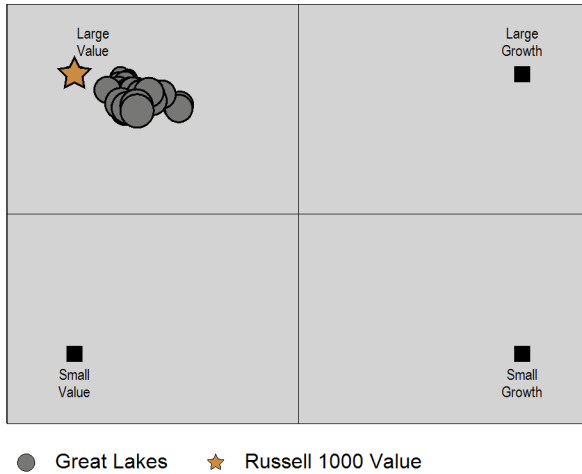 Large
Value
Large
Growth
Small
Value
Small
Growth
Great Lakes
Russell 1000 Value